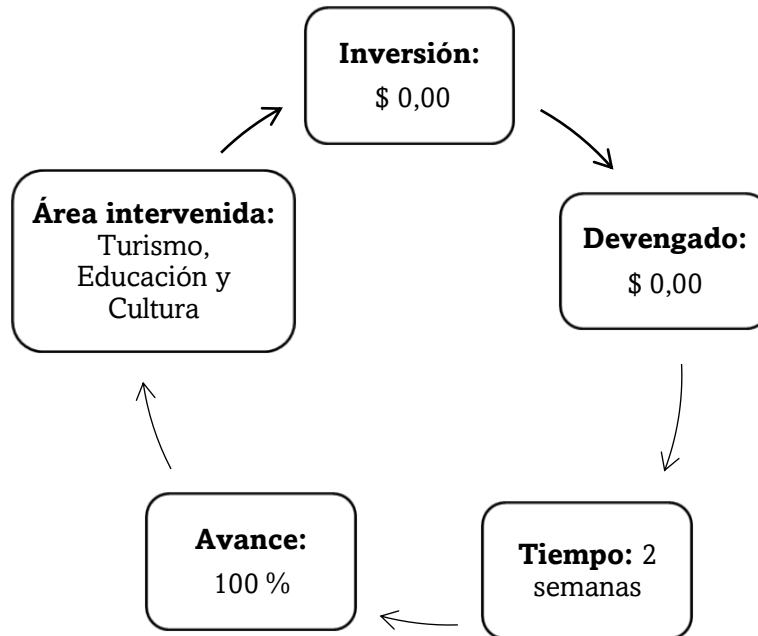 Inversión:
$ 0,00
Devengado:
$ 0,00
Tiempo: 2
semanas
Avance:
100 %
Área intervenida:
Turismo,
Educación y
Cultura